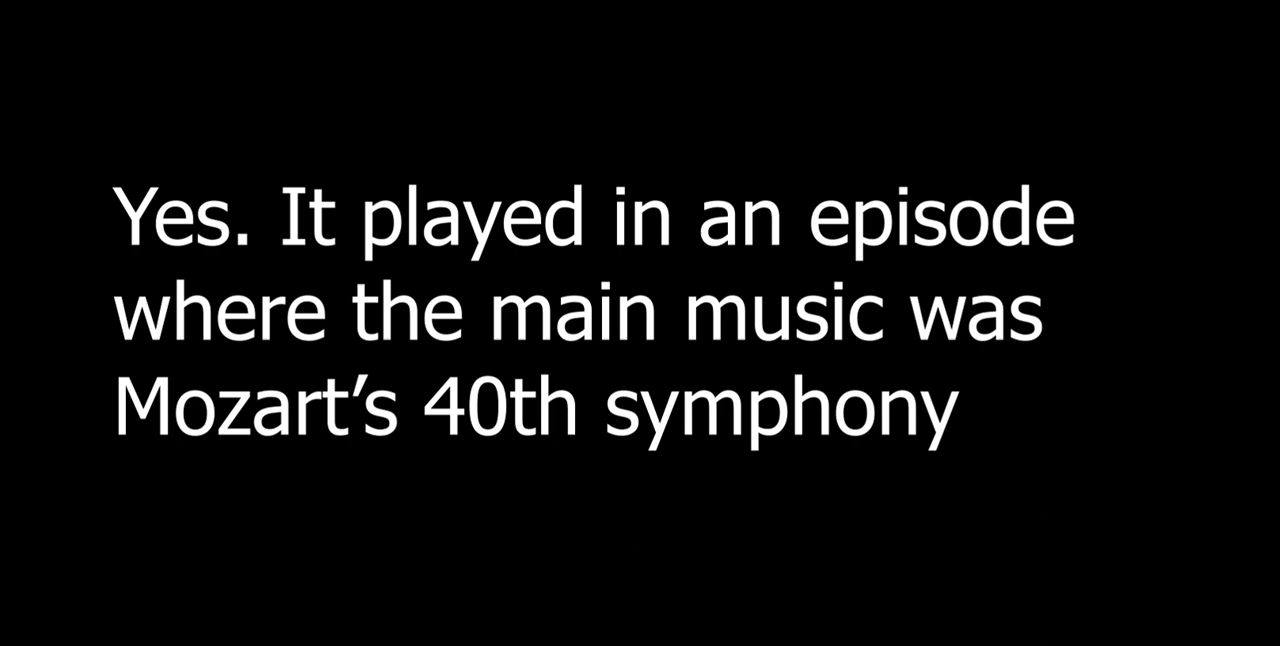 Yes. It played in an episode
where the main music was
Mozart’s 40th symphony